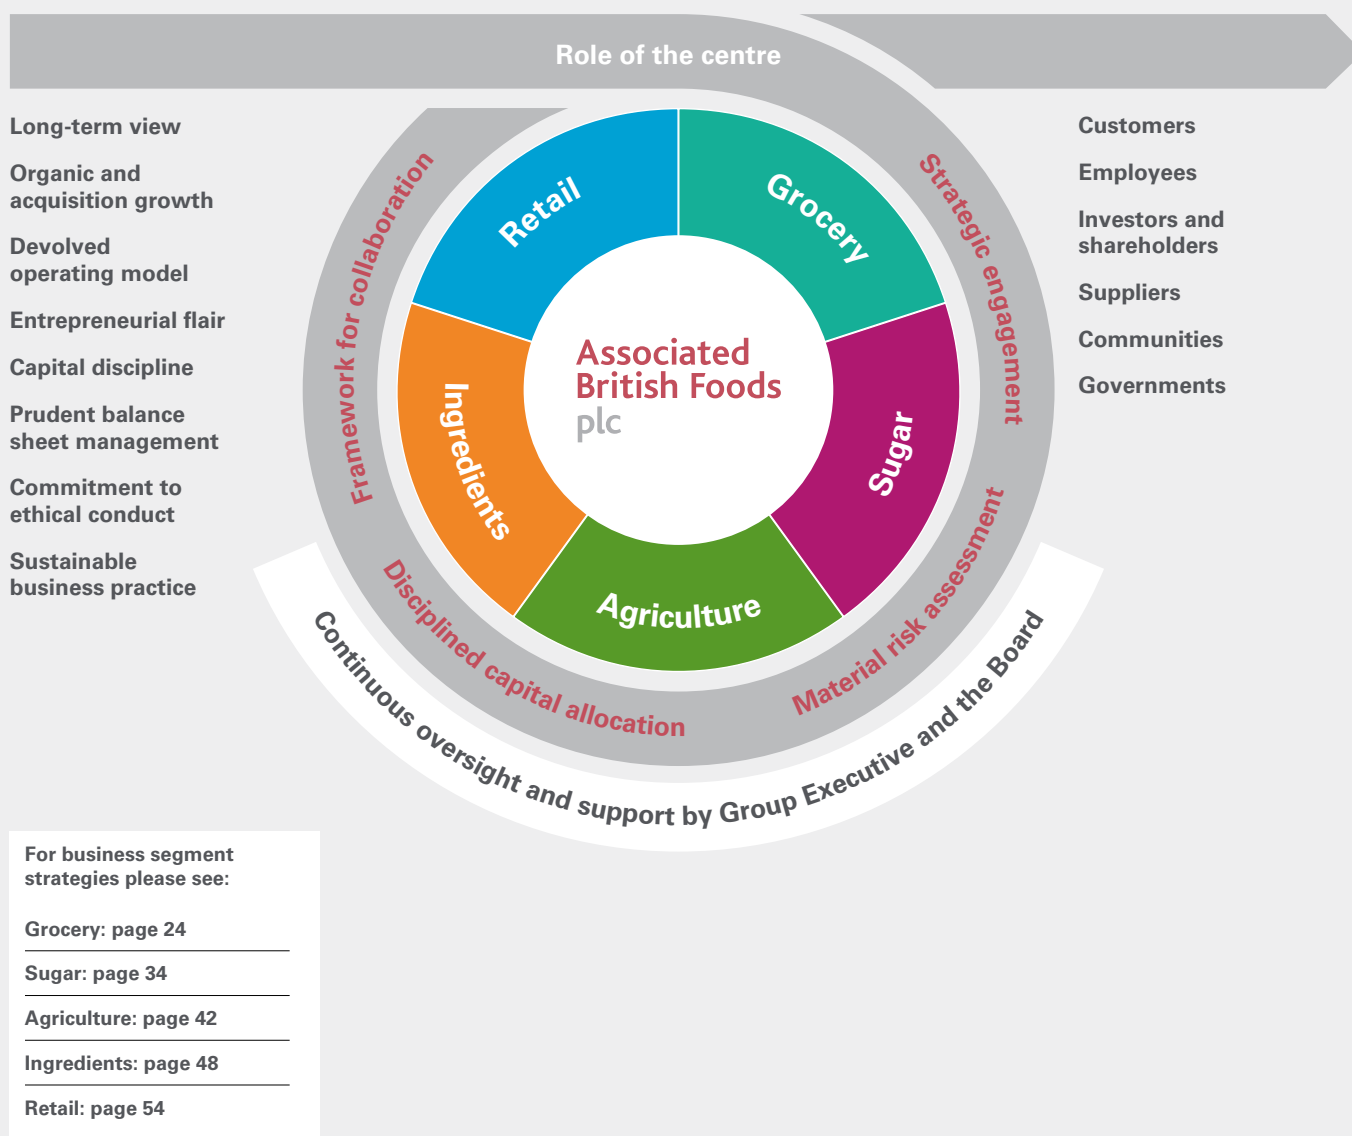 Role of the centre
Long-term view
Organic and
acquisition growth
Devolved
operating model
Entrepreneurial flair
Capital discipline
Prudent balance
sheet management
Commitment to
ethical conduct
Sustainable
business practice
Framework for collaboration
Strategic engagement
Disciplined capital allocation
Material risk assessment
Retail
Grocery
Ingredients
Sugar
Agriculture
Associated
British Foods
plc
Continuous oversight and support by Group Executive and the Board
Customers
Employees
Investors and
shareholders
Suppliers
Communities
Governments
For business segment
strategies please see:
Grocery: page 24
Sugar: page 34
Agriculture: page 42
Ingredients: page 48
Retail: page 54